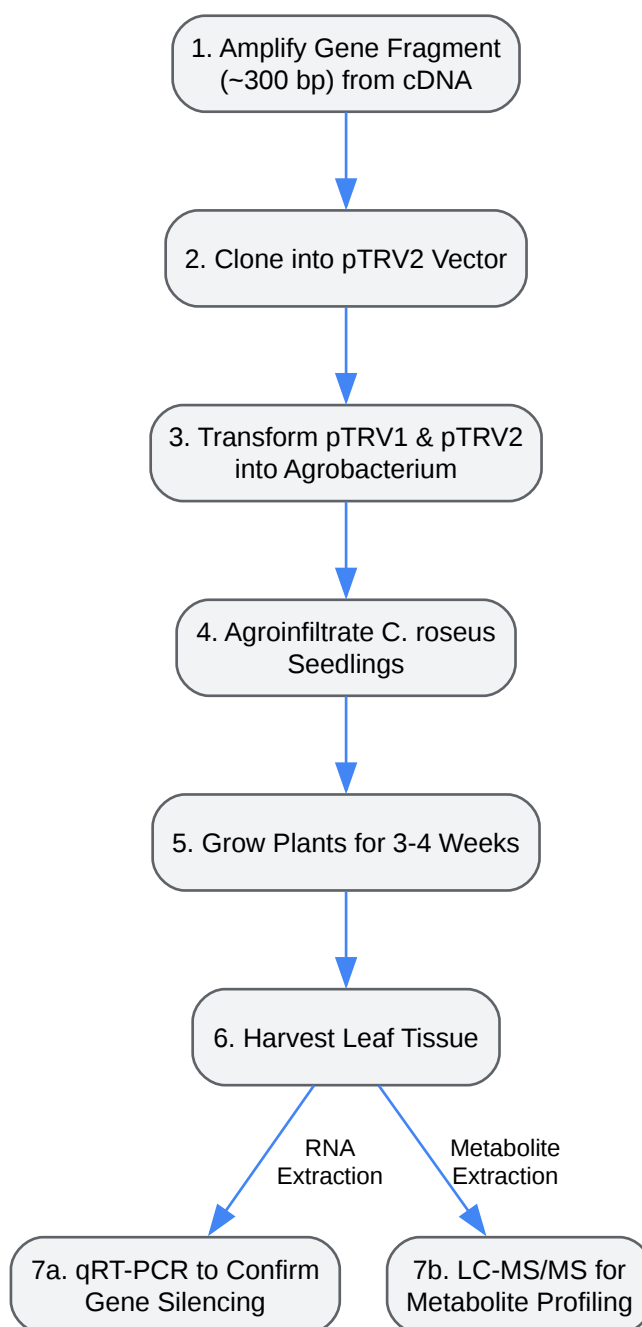 1. Amplify Gene Fragment
(~300 bp) from cDNA
2. Clone into pTRV2 Vector
3. Transform pTRV1 & pTRV2
into Agrobacterium
4. Agroinfiltrate C. roseus
Seedlings
5. Grow Plants for 3-4 Weeks
6. Harvest Leaf Tissue
RNA
Extraction
Metabolite
Extraction
7a. qRT-PCR to Confirm
Gene Silencing
7b. LC-MS/MS for
Metabolite Profiling